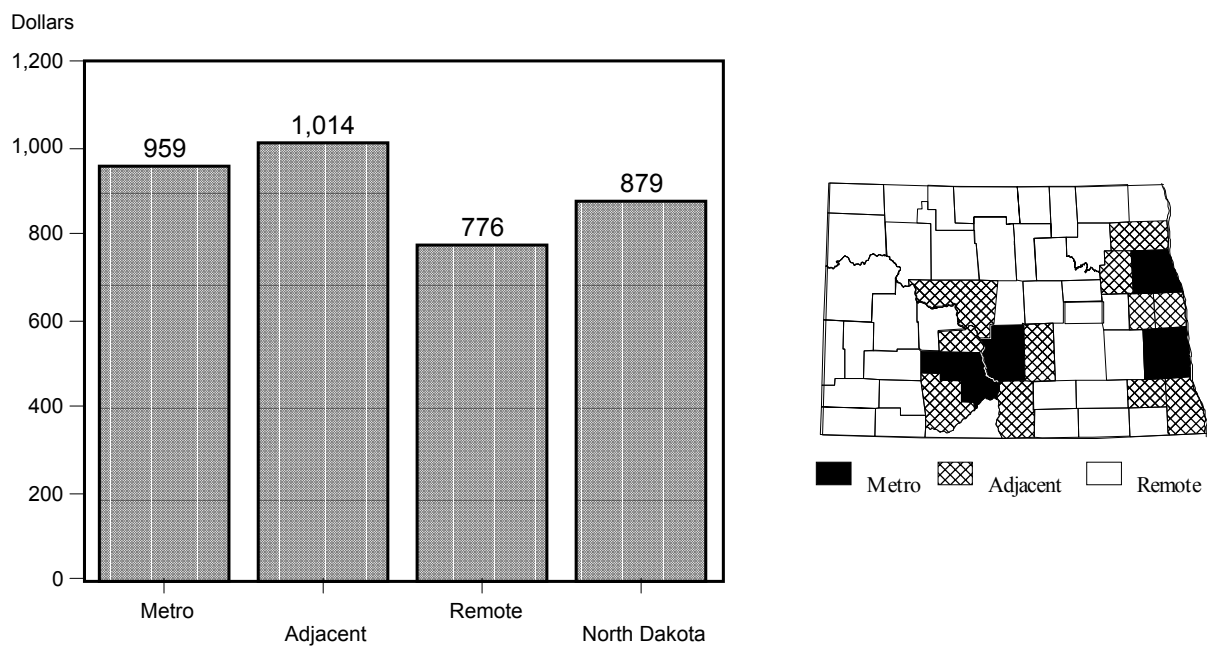 Dollars
1,200
1,000
800
600
400
200
0
959
1,014
776
879
Metro
Adjacent
Remote
North Dakota
Metro
Adjacent
Remote